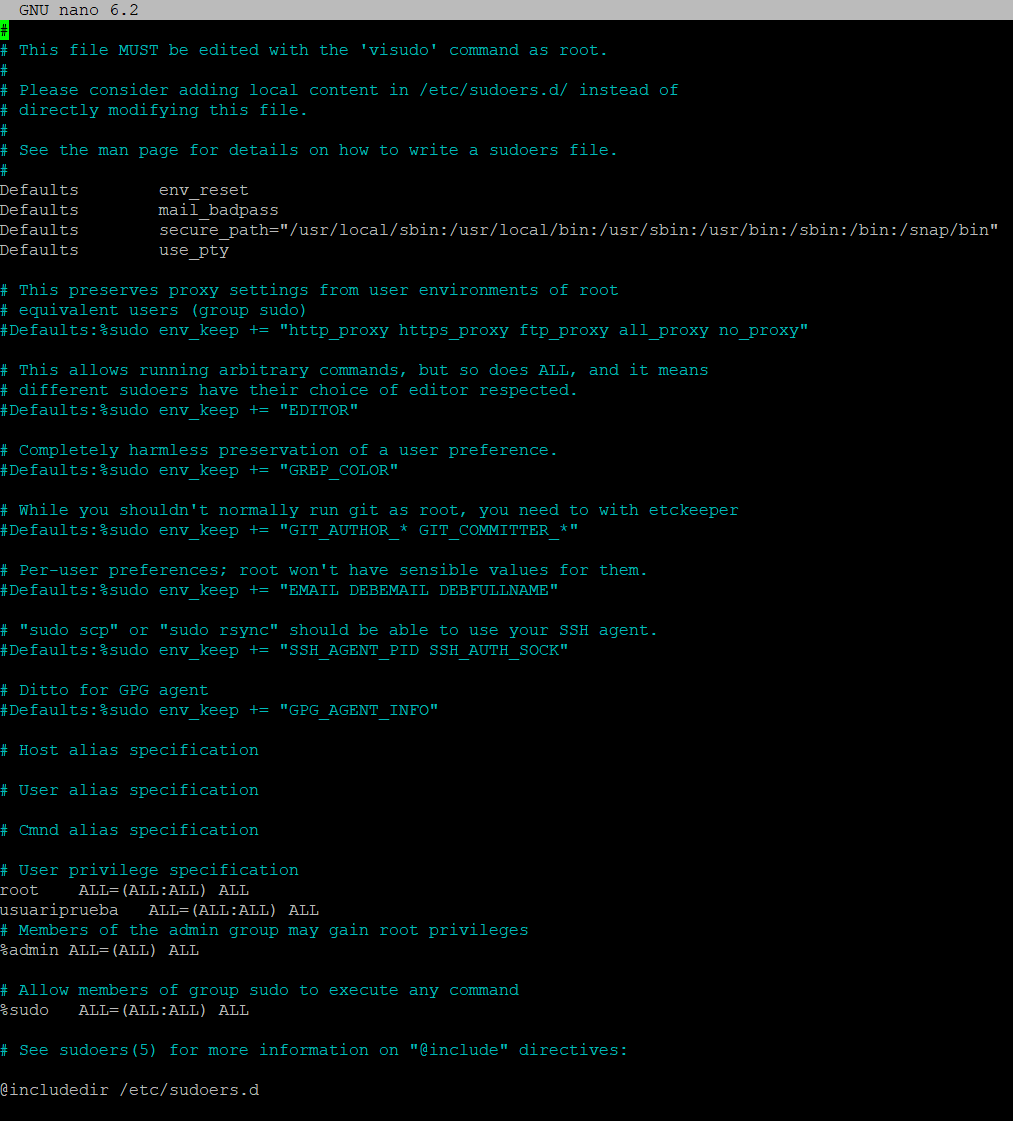 GNU nano 6.2
#
# This file MUST be edited with the 'visudo' command as root.
#
# Please consider adding local content in /etc/sudoers.d/ instead of
# directly modifying this file.
#
# See the man page for details on how to write a sudoers file.
#
Defaults        env_reset
Defaults        mail_badpass
Defaults        secure_path="/usr/local/sbin:/usr/local/bin:/usr/sbin:/usr/bin:/sbin:/bin:/snap/bin"
Defaults        use_pty
# This preserves proxy settings from user environments of root
# equivalent users (group sudo)
#Defaults:%sudo env_keep += "http_proxy https_proxy ftp_proxy all_proxy no_proxy"
# This allows running arbitrary commands, but so does ALL, and it means
# different sudoers have their choice of editor respected.
#Defaults:%sudo env_keep += "EDITOR"
# Completely harmless preservation of a user preference.
#Defaults:%sudo env_keep += "GREP_COLOR"
# While you shouldn't normally run git as root, you need to with etckeeper
#Defaults:%sudo env_keep += "GIT_AUTHOR_* GIT_COMMITTER_*"
# Per-user preferences; root won't have sensible values for them.
#Defaults:%sudo env_keep += "EMAIL DEBEMAIL DEBFULLNAME"
# "sudo scp" or "sudo rsync" should be able to use your SSH agent.
#Defaults:%sudo env_keep += "SSH_AGENT_PID SSH_AUTH_SOCK"
# Ditto for GPG agent
#Defaults:%sudo env_keep += "GPG_AGENT_INFO"
# Host alias specification
# User alias specification
# Cmnd alias specification
# User privilege specification
root    ALL=(ALL:ALL) ALL
usuariprueba   ALL=(ALL:ALL) ALL
# Members of the admin group may gain root privileges
%admin ALL=(ALL) ALL
# Allow members of group sudo to execute any command
%sudo   ALL=(ALL:ALL) ALL
# See sudoers(5) for more information on "@include" directives:
@includedir /etc/sudoers.d